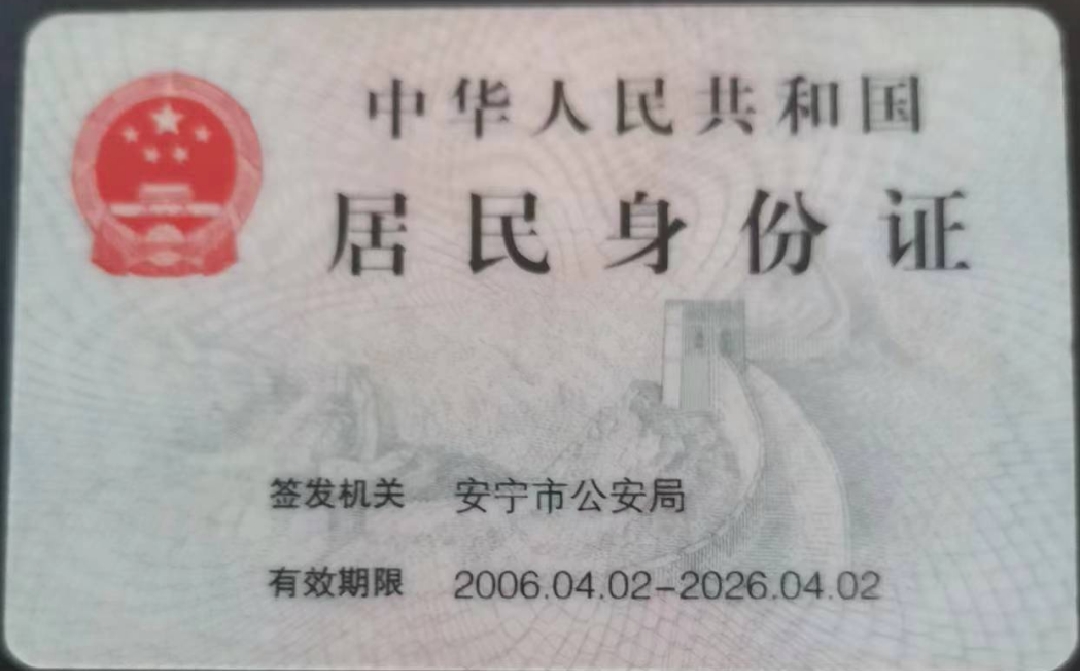 中华人民共和国
居民身份证
签发机关 安宁市公安局
有效期限 2006.04.02-2026.04.02